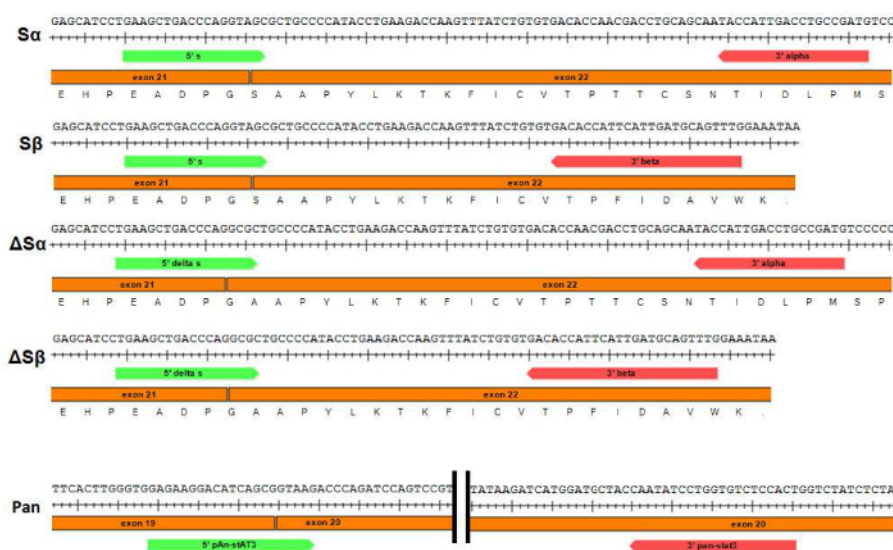 GAGCATCCTGAAGCTGACCCAGGTAGCGCTGCCCCATACCTGAAGACCAAGTTTATCTGTGTGACACCAACGACCTGCAGCAATACCATTGACCTGCCGATGTCC
Sα
5' s
3' alpha
exon 21
exon 22
E H P E A D P G S A A P Y L K T K F I C V T P T T C S N T I D L P M S
GAGCATCCTGAAGCTGACCCAGGTAGCGCTGCCCCATACCTGAAGACCAAGTTTATCTGTGTGACACCATTCATTGATGCAGTTTGGAAATAA
Sβ
5' s
3' beta
exon 21
exon 22
E H P E A D P G S A A P Y L K T K F I C V T P F I D A V W K .
GAGCATCCTGAAGCTGACCCAGGCGCTGCCCCATACCTGAAGACCAAGTTTATCTGTGTGACACCAACGACCTGCAGCAATACCATTGACCTGCCGATGTCCCCC
ΔSα
5' delta s
3' alpha
exon 21
exon 22
E H P E A D P G A A P Y L K T K F I C V T P T T C S N T I D L P M S P
GAGCATCCTGAAGCTGACCCAGGCGCTGCCCCATACCTGAAGACCAAGTTTATCTGTGTGACACCATTCATTGATGCAGTTTGGAAATAA
ΔSβ
5' delta s
3' beta
exon 21
exon 22
E H P E A D P G A A P Y L K T K F I C V T P F I D A V W K .
TTCACTTGGGTGGAGAAGGACATCAGCGGTAAGACCCAGATCCAGTCCGT TATAAGATCATGGATGCTACCAATATCCTGGTGTCTCCACTGGTCTATCTCTA
Pan
exon 19
exon 20
exon 20
5' pAn-stAT3
3' pan-stat3